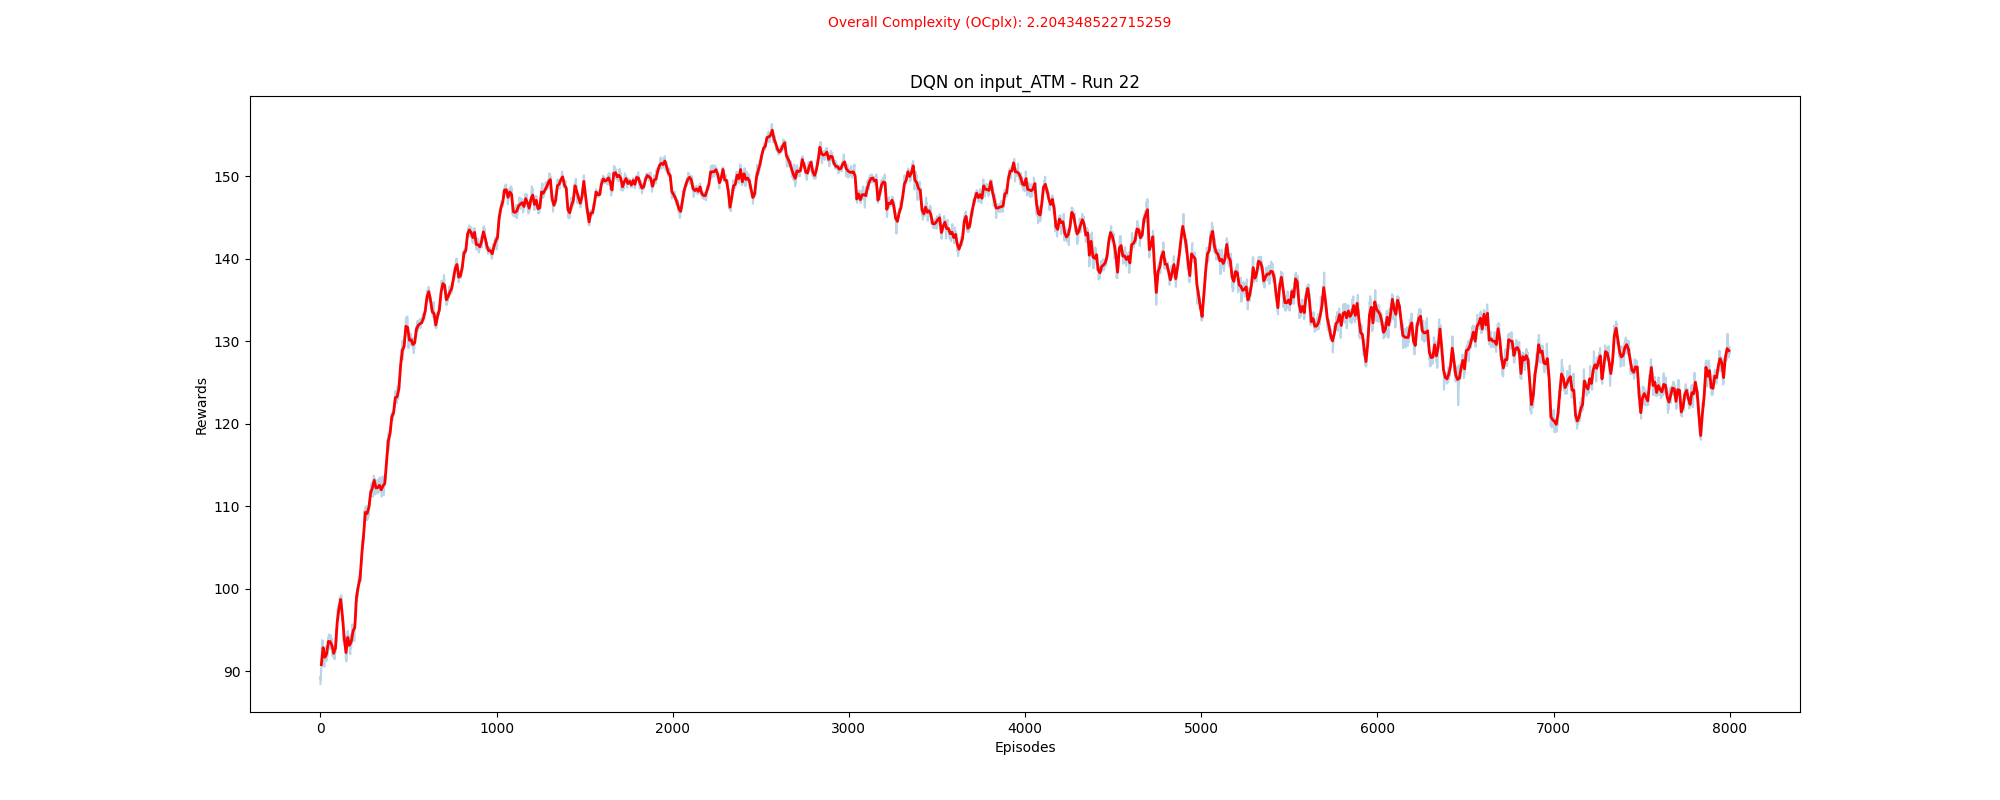 Overall Complexity (OCplx): 2.204348522715259
DQN on input_ATM - Run 22
Rewards
150
140
130
120
110
100
90
0 1000 2000 3000 4000 5000 6000 7000 8000
Episodes